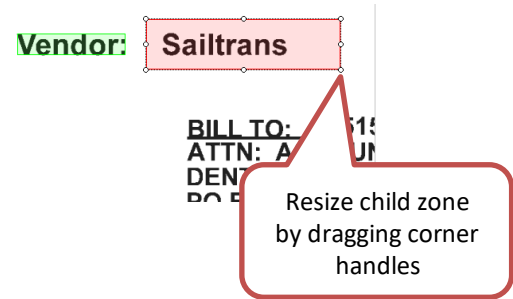 Vendor: Sailtrans
BILL TO:
ATTN:
Resize child zone
by dragging corner
handles